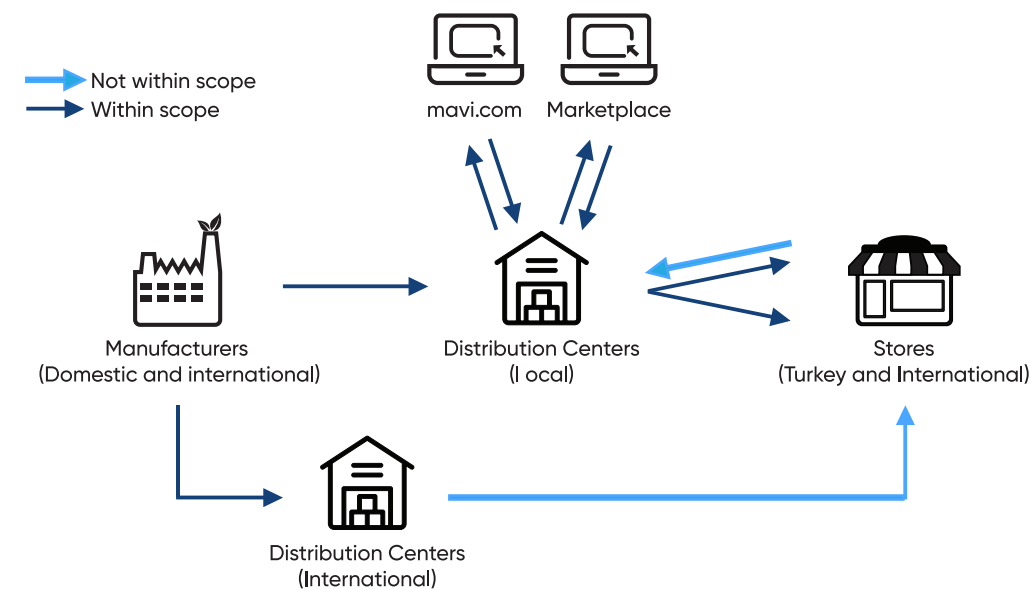 Not within scope
Within scope
mavi.com
Marketplace
Manufacturers
(Domestic and international)
Distribution Centers
(l ocal)
Stores
(Turkey and International)
Distribution Centers
(International)